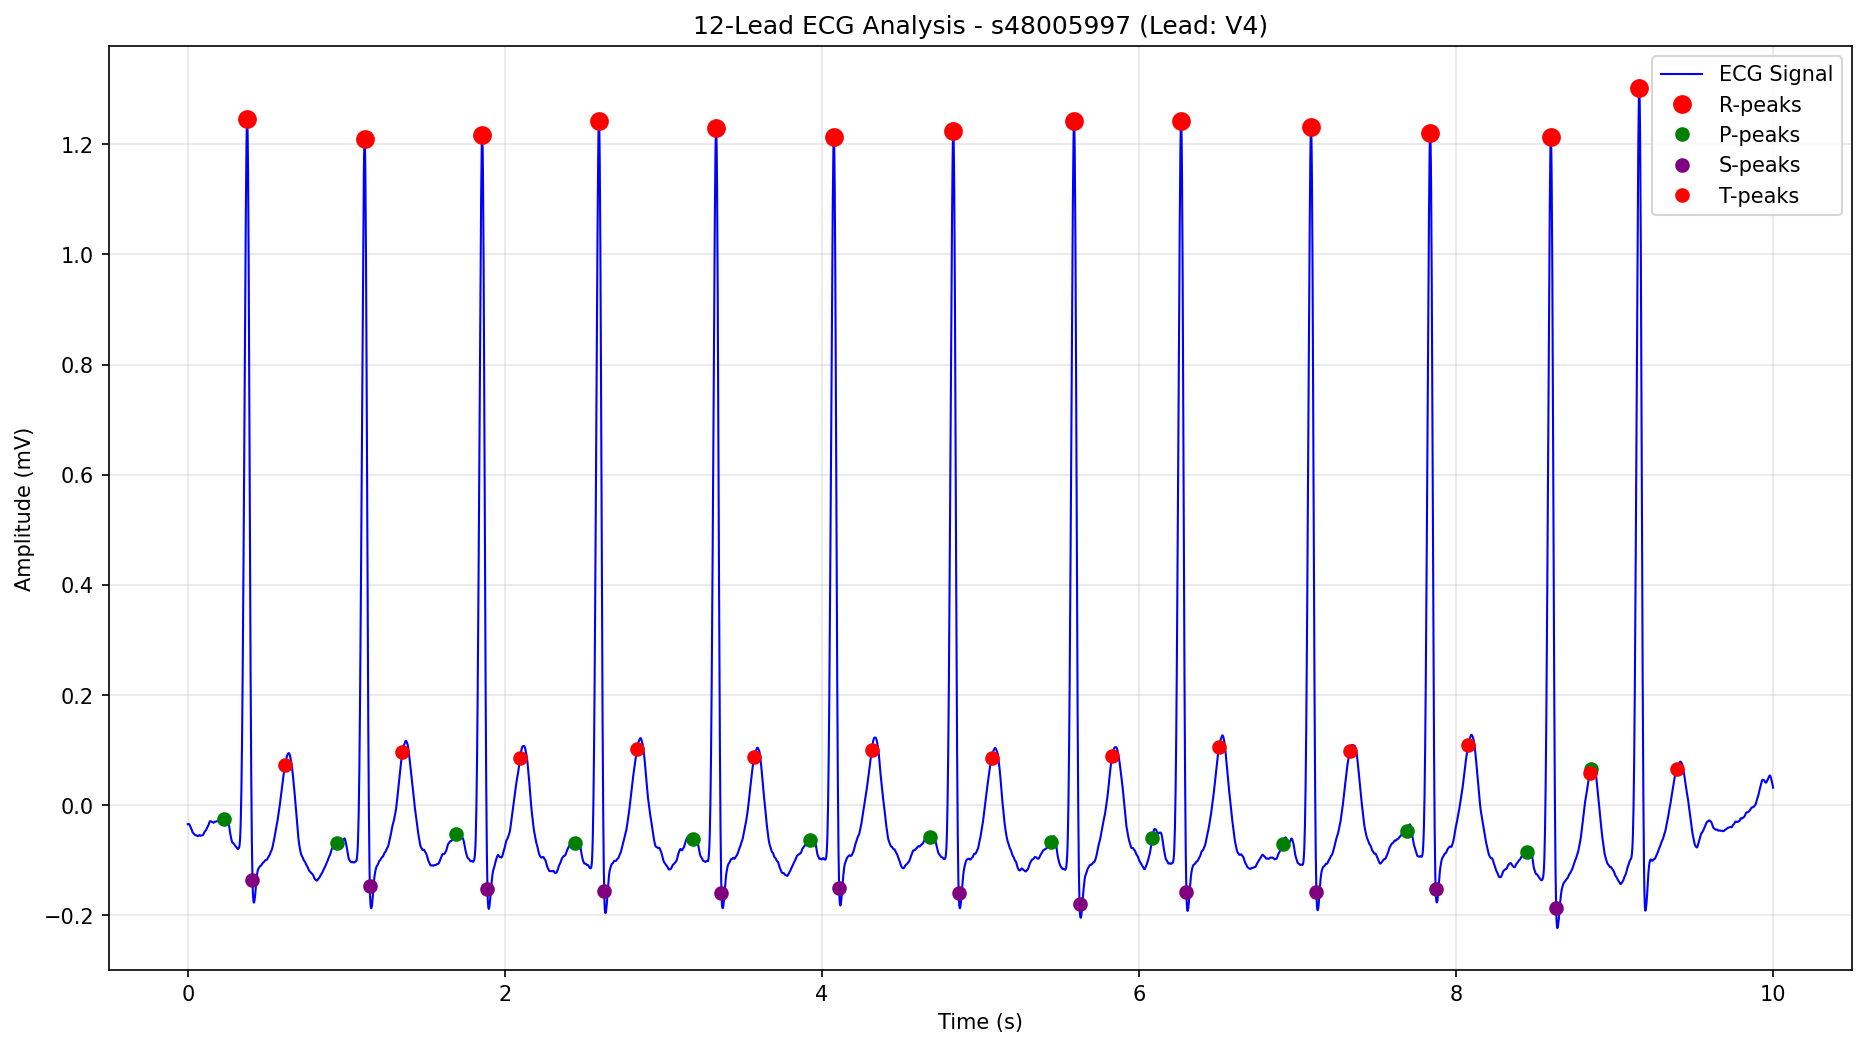 12-Lead ECG Analysis - s48005997 (Lead: V4)
ECG Signal
R-peaks
P-peaks
S-peaks
T-peaks
Amplitude (mV)
1.2
1.0
0.8
0.6
0.4
0.2
0.0
−0.2
0 2 4 6 8 10
Time (s)